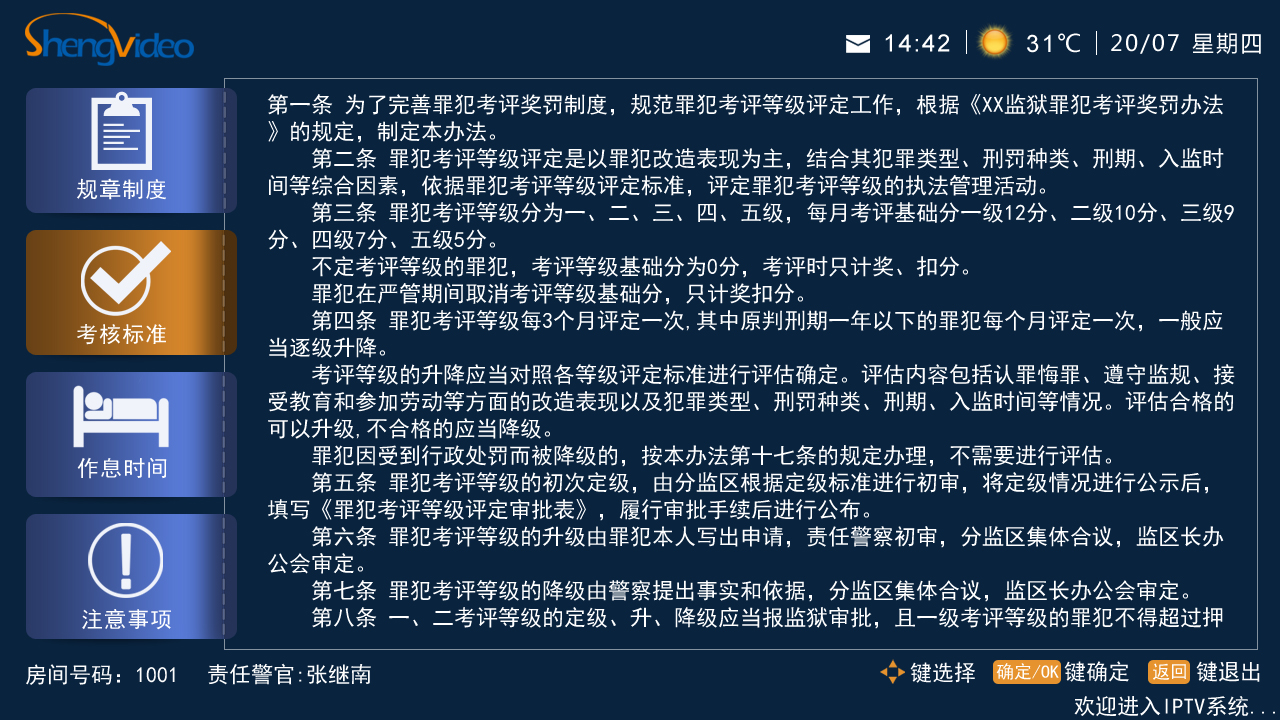 ShengVideo
14:42 31℃ 20/07 星期四
规章制度
考核标准
作息时间
注意事项
第一条 为了完善罪犯考评奖罚制度，规范罪犯考评等级评定工作，根据《XX监狱罪犯考评奖罚办法
》的规定，制定本办法。
第二条 罪犯考评等级评定是以罪犯改造表现为主，结合其犯罪类型、刑罚种类、刑期、入监时
间等综合因素，依据罪犯考评等级评定标准，评定罪犯考评等级的执法管理活动。
第三条 罪犯考评等级分为一、二、三、四、五级，每月考评基础分一级12分、二级10分、三级9
分、四级7分、五级5分。
不定考评等级的罪犯，考评等级基础分为0分，考评时只计奖、扣分。
罪犯在严管期间取消考评等级基础分，只计奖扣分。
第四条 罪犯考评等级每3个月评定一次,其中原判刑期一年以下的罪犯每个月评定一次，一般应
当逐级升降。
考评等级的升降应当对照各等级评定标准进行评估确定。评估内容包括认罪悔罪、遵守监规、接
受教育和参加劳动等方面的改造表现以及犯罪类型、刑罚种类、刑期、入监时间等情况。评估合格的
可以升级,不合格的应当降级。
罪犯因受到行政处罚而被降级的，按本办法第十七条的规定办理，不需要进行评估。
第五条 罪犯考评等级的初次定级，由分监区根据定级标准进行初审，将定级情况进行公示后，
填写《罪犯考评等级评定审批表》，履行审批手续后进行公布。
第六条 罪犯考评等级的升级由罪犯本人写出申请，责任警察初审，分监区集体合议，监区长办
公会审定。
第七条 罪犯考评等级的降级由警察提出事实和依据，分监区集体合议，监区长办公会审定。
第八条 一、二考评等级的定级、升、降级应当报监狱审批，且一级考评等级的罪犯不得超过押
房间号码：1001 责任警官:张继南
键选择 确定/OK 键确定 返回 键退出
欢迎进入IPTV系统...